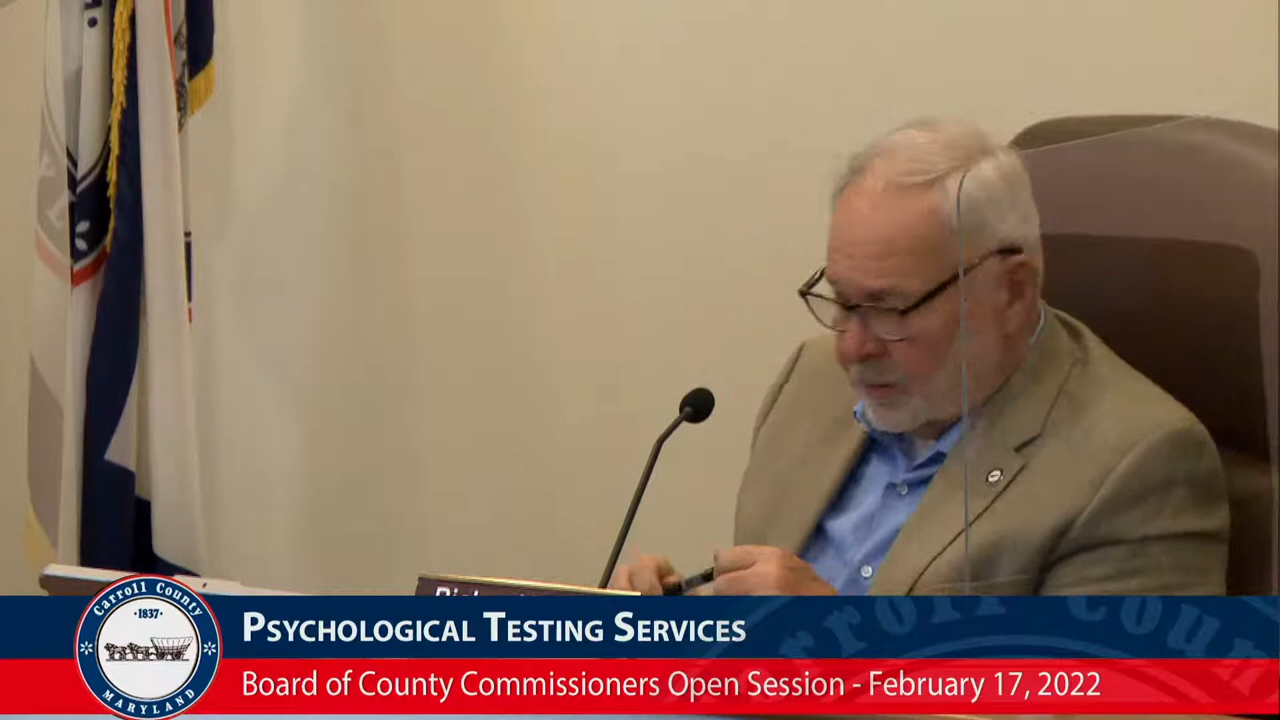 Psychological Testing Services
Board of County Commissioners Open Session - February 17, 2022
Carroll County
·1837·
MARYLAND